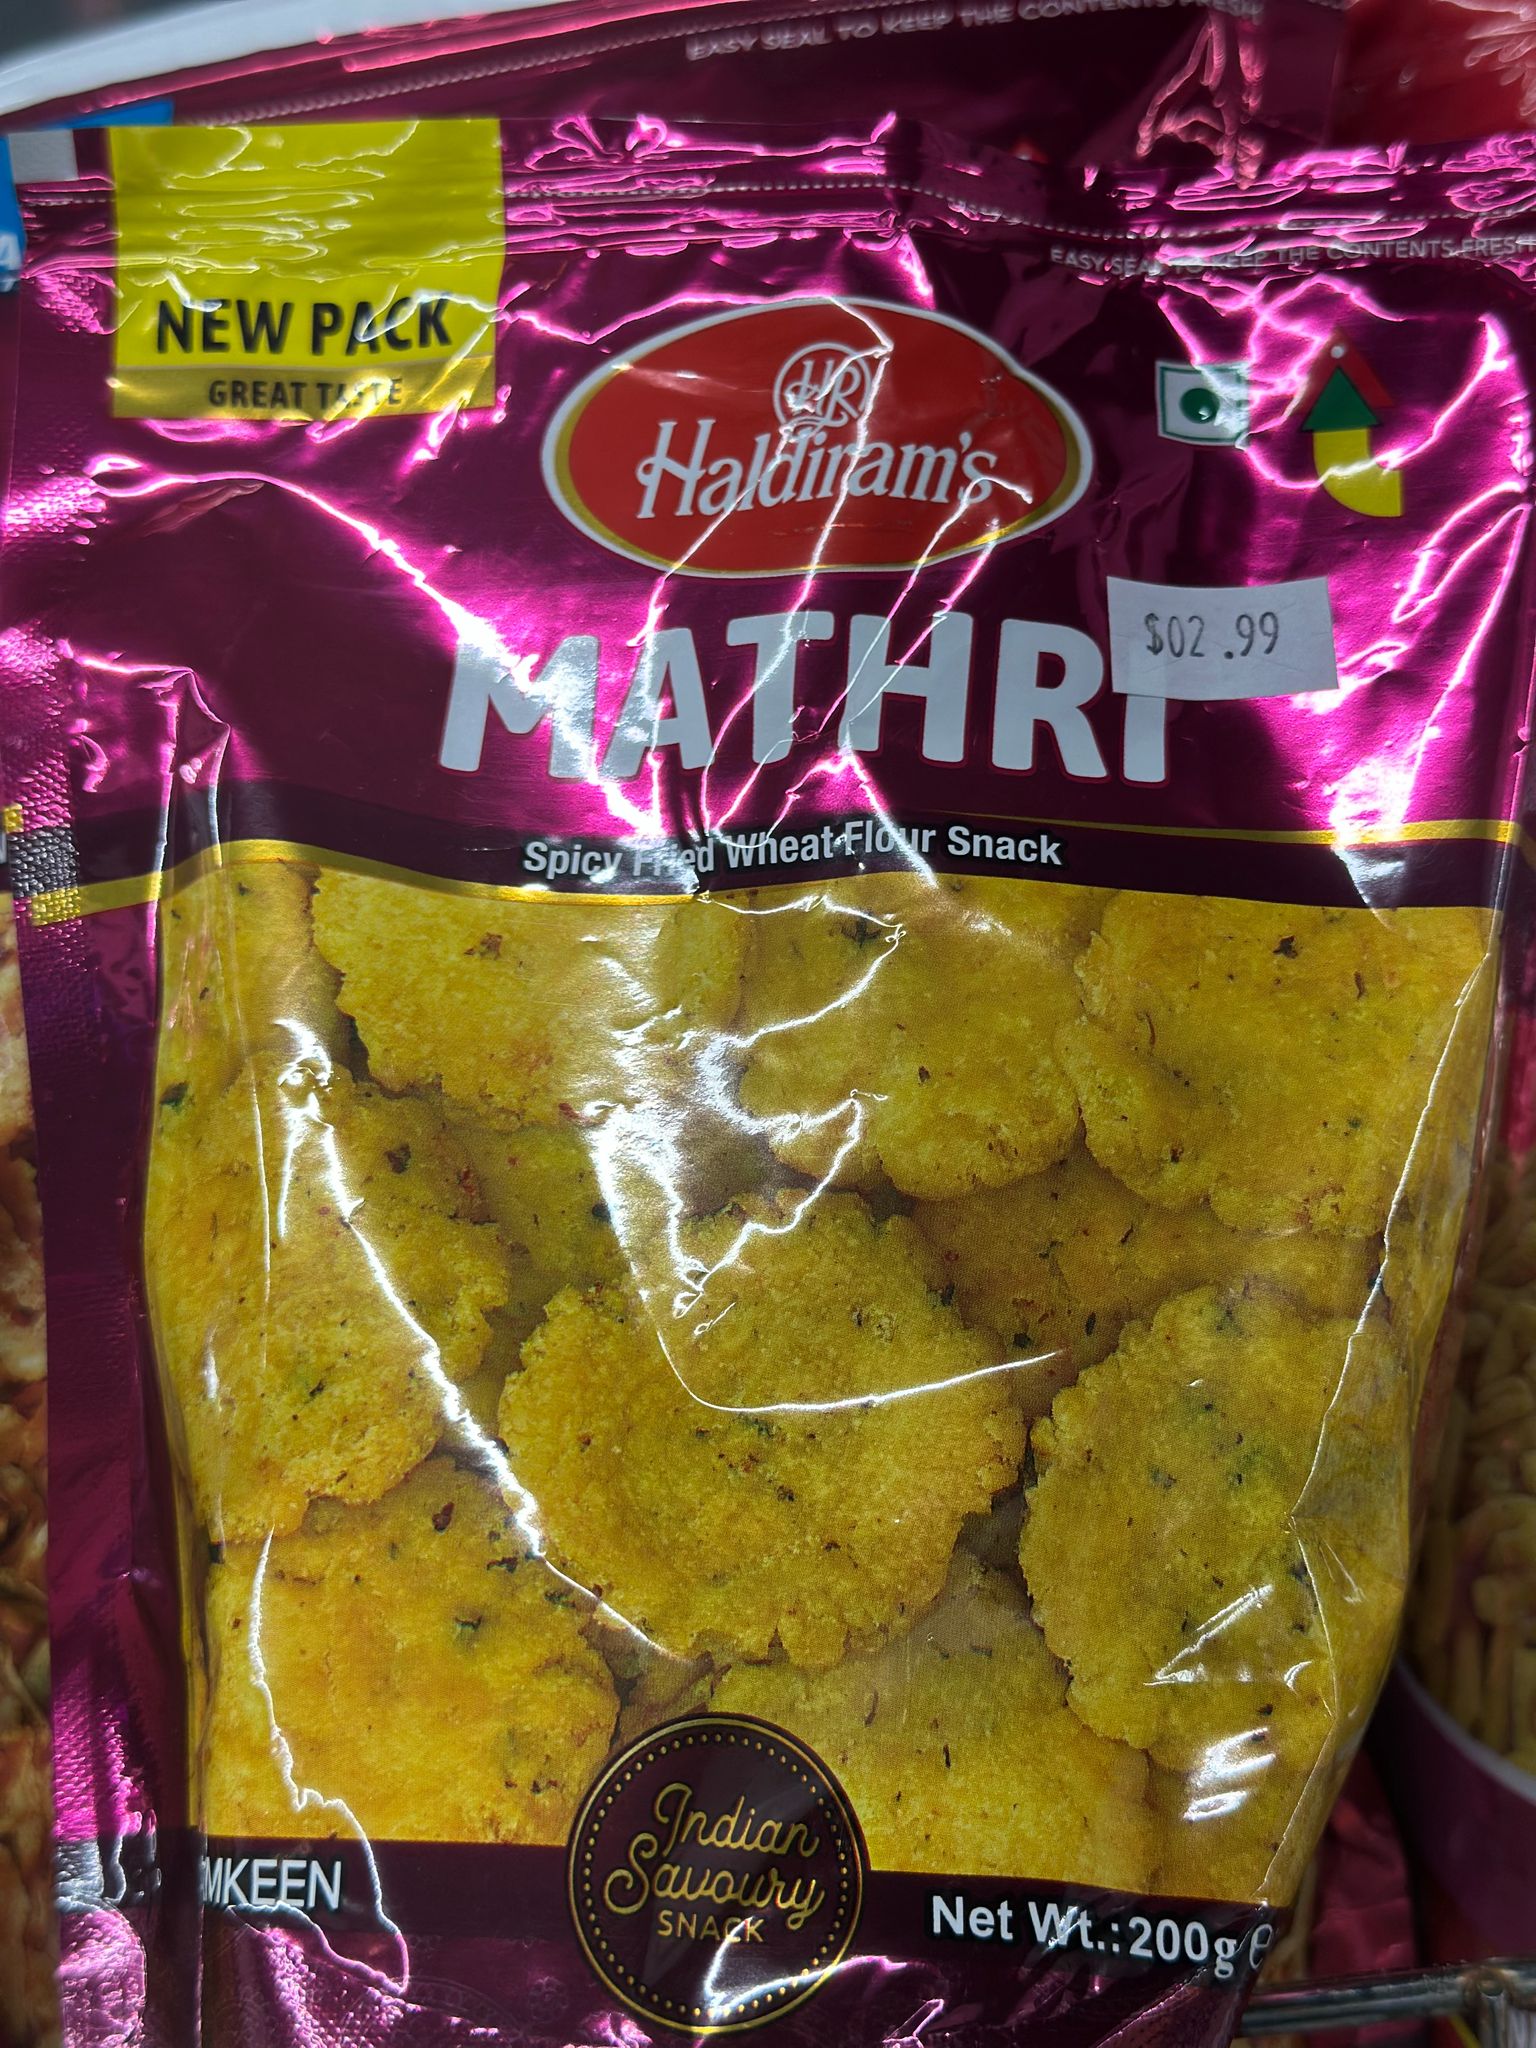 EASY SEAL TO KEEP THE CONTENTS FRESH
EASY SEAL TO KEEP THE CONTENTS FRESH
NEW PACK
GREAT TASTE
HR
Haldiram's
$02.99
MATHRI
Spicy Fried Wheat Flour Snack
Indian
Savoury
SNACK
MKEEN
Net Wt.: 200g e